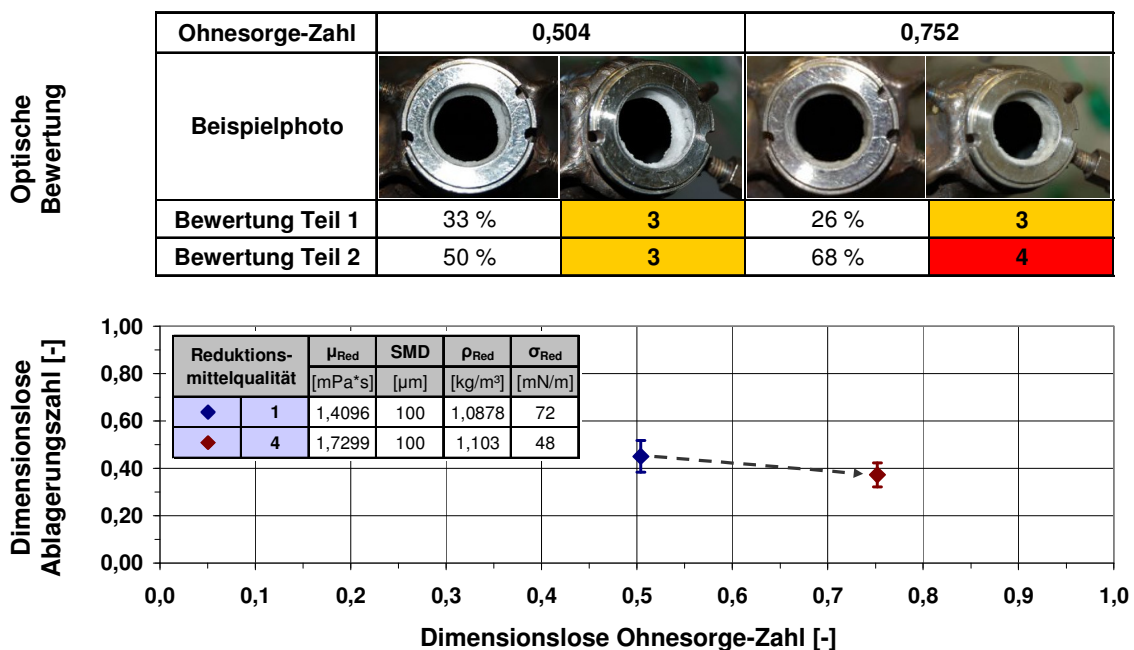 Optische
Bewertung
Ohnesorge-Zahl 0,504 0,752
Beispielphoto
Bewertung Teil 1 33 % 3 26 % 3
Bewertung Teil 2 50 % 3 68 % 4
Dimensionslose
Ablagerungszahl [-]
1,00
0,80
0,60
0,40
0,20
0,00
Reduktions-
mittelqualität
µRed SMD ρRed σRed
[mPa*s] [µm] [kg/m³] [mN/m]
1 1,4096 100 1,0878 72
4 1,7299 100 1,103 48
0,0 0,1 0,2 0,3 0,4 0,5 0,6 0,7 0,8 0,9 1,0
Dimensionslose Ohnesorge-Zahl [-]